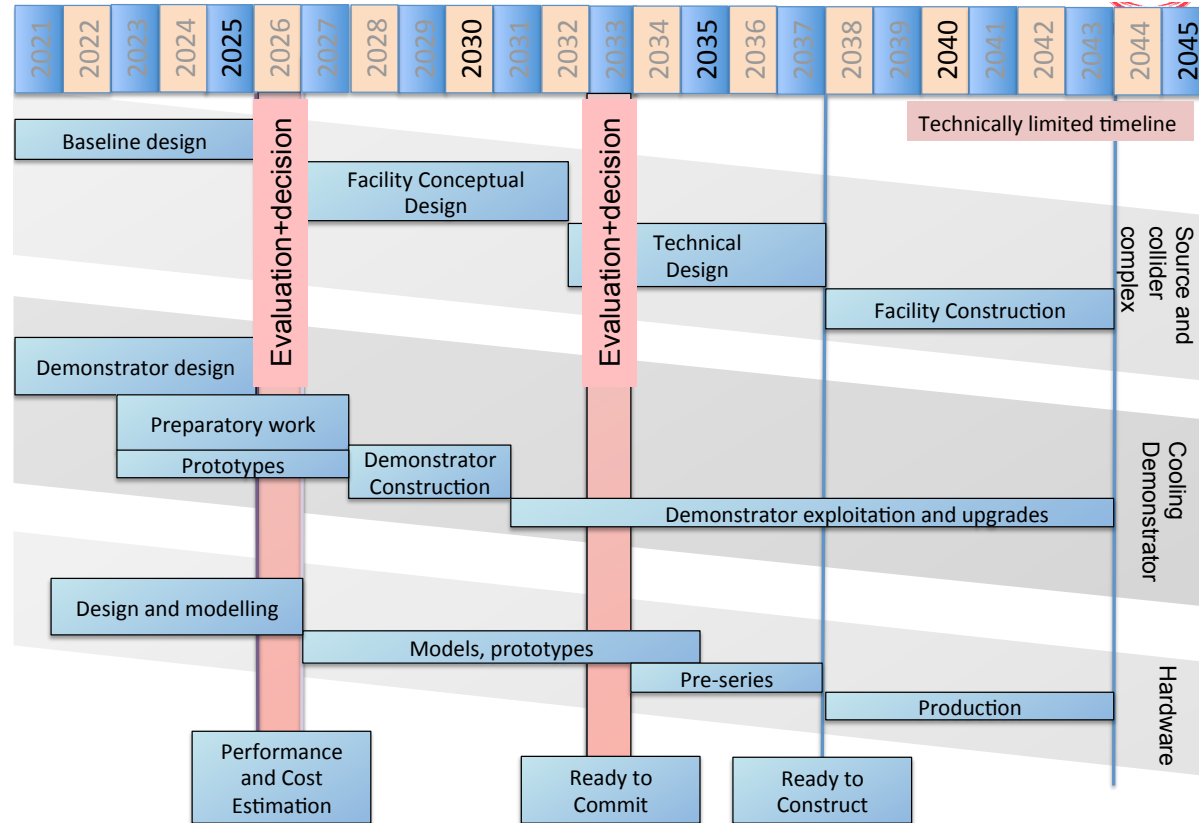 2021 2022 2023 2024 2025 2026 2027 2028 2029 2030 2031 2032 2033 2034 2035 2036 2037 2038 2039 2040 2041 2042 2043 2044 2045
Technically limited timeline
Baseline design
Evaluation+decision
Facility Conceptual
Design
Evaluation+decision
Technical
Design
Facility Construction
Source and
collider
complex
Demonstrator design
Preparatory work
Prototypes
Demonstrator
Construction
Demonstrator exploitation and upgrades
Cooling
Demonstrator
Design and modelling
Models, prototypes
Pre-series
Production
Hardware
Performance
and Cost
Estimation
Ready to
Commit
Ready to
Construct